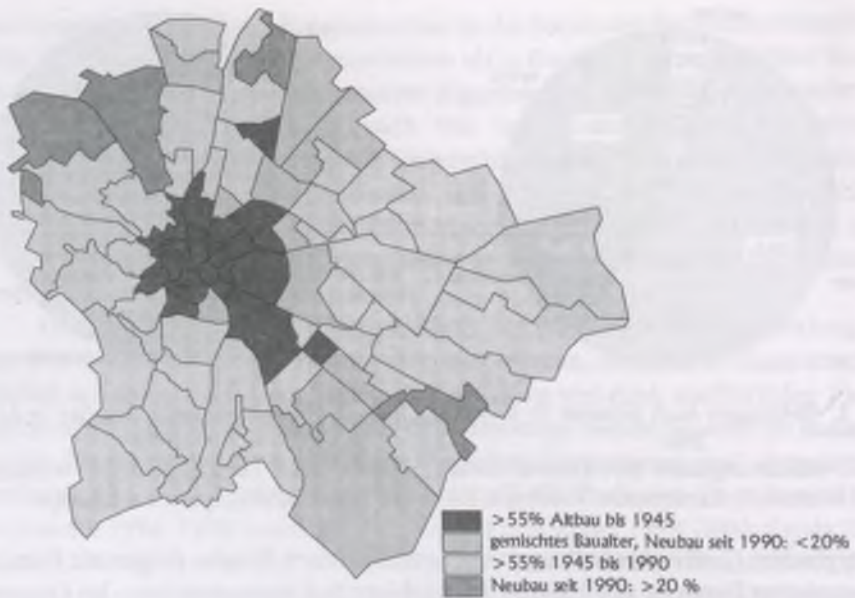 >55% Altbau bis 1945
gemischtes Baualter, Neubau seit 1990: <20%
>55% 1945 bis 1990
Neubau seit 1990: >20 %